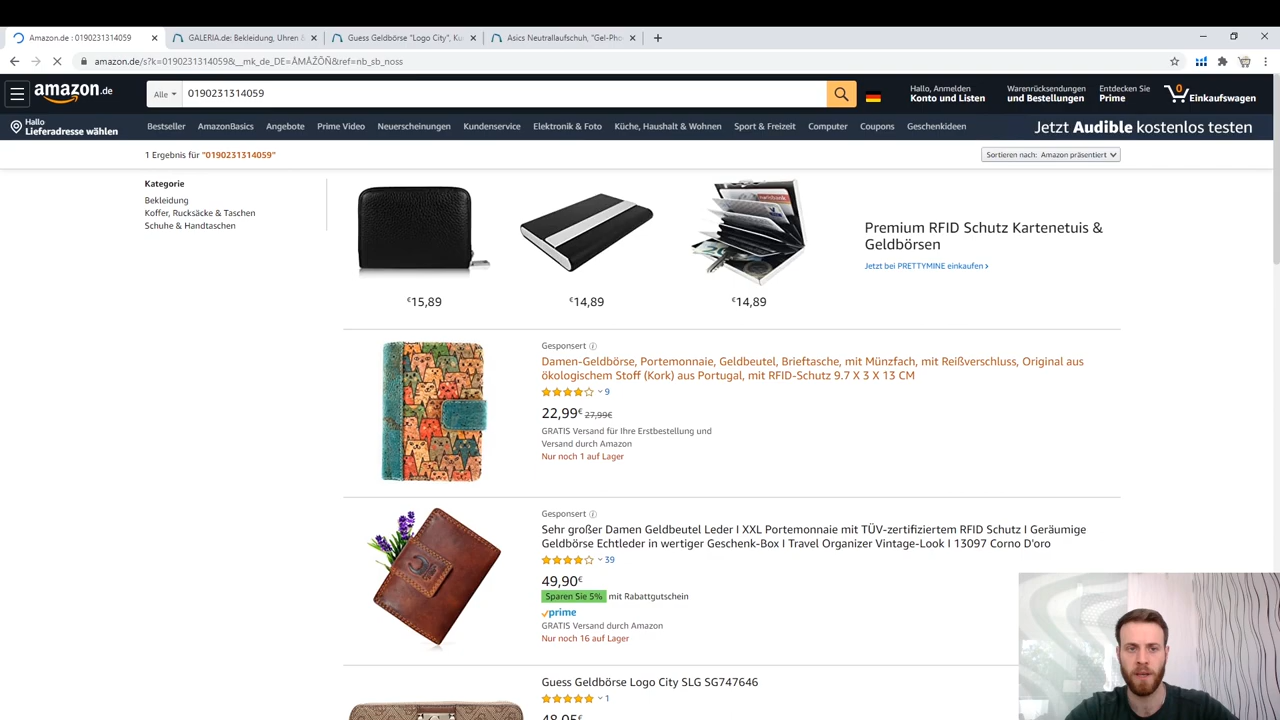 Amazon.de : 0190231314059
GALERIA.de: Bekleidung, Uhren &
Guess Geldbörse "Logo City", Ku
Asics Neutrallaufschuh, "Gel-Pho
amazon.de/s?k=0190231314059&__mk_de_DE=ÅMÅŽÕÑ&ref=nb_sb_noss
amazon.de
Alle
0190231314059
Hallo, Anmelden
Konto und Listen
Warenrücksendungen
und Bestellungen
Entdecken Sie
Prime
0
Einkaufswagen
Hallo
Lieferadresse wählen
Bestseller AmazonBasics Angebote Prime Video Neuerscheinungen Kundenservice Elektronik & Foto Küche, Haushalt & Wohnen Sport & Freizeit Computer Coupons Geschenkideen
Jetzt Audible kostenlos testen
1 Ergebnis für "0190231314059"
Sortieren nach: Amazon präsentiert
Kategorie
Bekleidung
Koffer, Rucksäcke & Taschen
Schuhe & Handtaschen
€15,89
€14,89
€14,89
Premium RFID Schutz Kartenetuis &
Geldbörsen
Jetzt bei PRETTYMINE einkaufen ›
Gesponsert
Damen-Geldbörse, Portemonnaie, Geldbeutel, Brieftasche, mit Münzfach, mit Reißverschluss, Original aus
ökologischem Stoff (Kork) aus Portugal, mit RFID-Schutz 9.7 X 3 X 13 CM
9
22,99€ 27,99€
GRATIS Versand für Ihre Erstbestellung und
Versand durch Amazon
Nur noch 1 auf Lager
Gesponsert
Sehr großer Damen Geldbeutel Leder I XXL Portemonnaie mit TÜV-zertifiziertem RFID Schutz I Geräumige
Geldbörse Echtleder in wertiger Geschenk-Box I Travel Organizer Vintage-Look I 13097 Corno D'oro
39
49,90€
Sparen Sie 5% mit Rabattgutschein
prime
GRATIS Versand durch Amazon
Nur noch 16 auf Lager
Guess Geldbörse Logo City SLG SG747646
1
48,05€